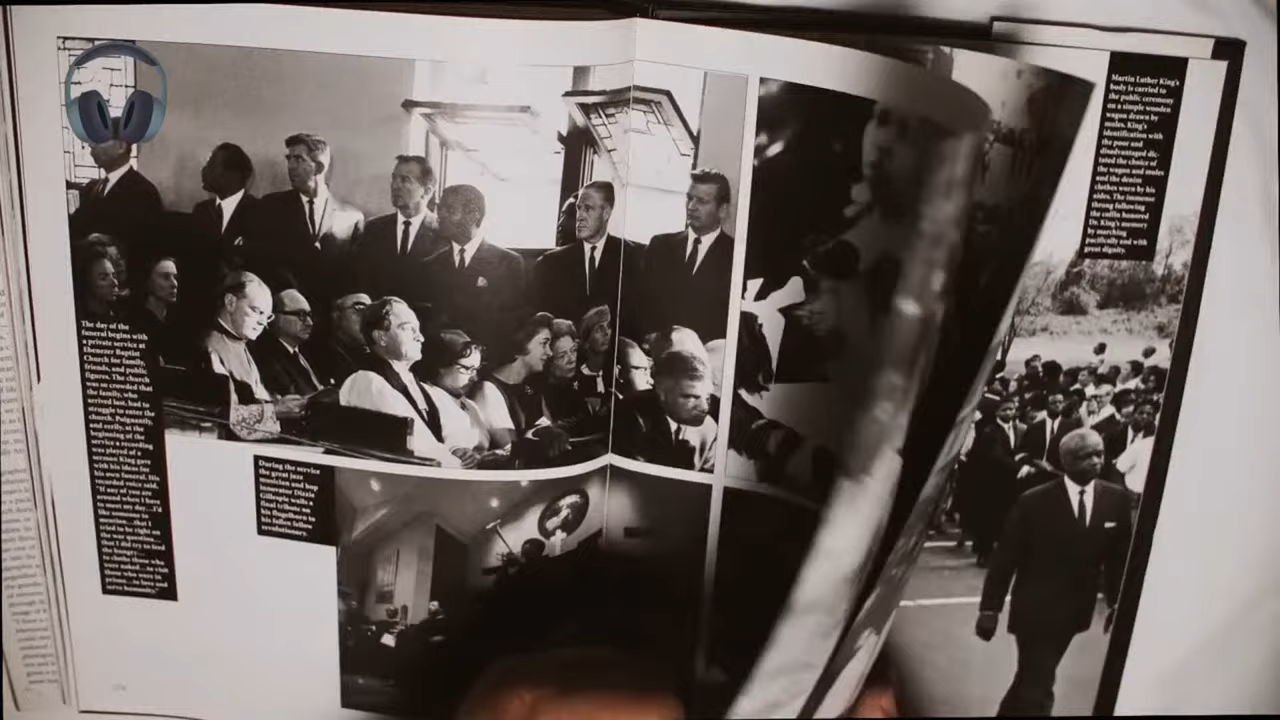 The day of the
funeral begins with
a private service at
Ebenezer Baptist
Church for family,
friends, and public
figures. The church
was so crowded that
the family, who
arrived last, had to
struggle to enter the
church. Poignantly,
and eerily, at the
beginning of the
service a recording
was played of a
sermon King gave
with his ideas for
his own funeral. His
recorded voice said,
"If any of you are
around when I have
to meet my day...I'd
like someone to
mention...that I
tried to be right on
the war question...
that I did try to feed
the hungry...
to clothe those who
were naked...to visit
those who were in
prison...to love and
serve humanity."
During the service
the great jazz
musician and bop
innovator Dizzie
Gillespie wails a
final tribute on
his flugelhorn to
his fallen fellow
revolutionary.
Martin Luther King's
body is carried to
the public ceremony
on a simple wooden
wagon drawn by
mules. King's
identification with
the poor and
disadvantaged dic-
tated the choice of
the wagon and mules
and the denim
clothes worn by his
aides. The immense
throng following
the coffin honored
Dr. King's memory
by marching
pacifically and with
great dignity.